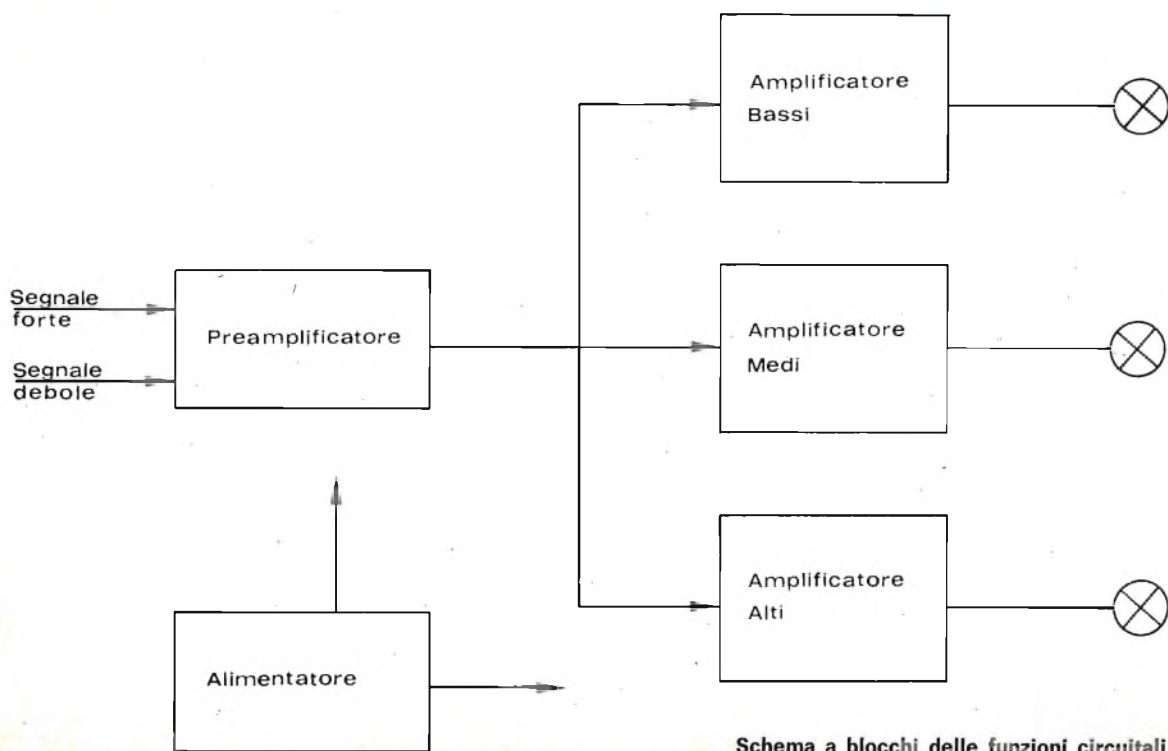 Amplificatore
Bassi
Segnale
forte
Preamplificatore
Amplificatore
Medi
Segnale
debole
Amplificatore
Alti
Alimentatore
Schema a blocchi delle funzioni circuitali